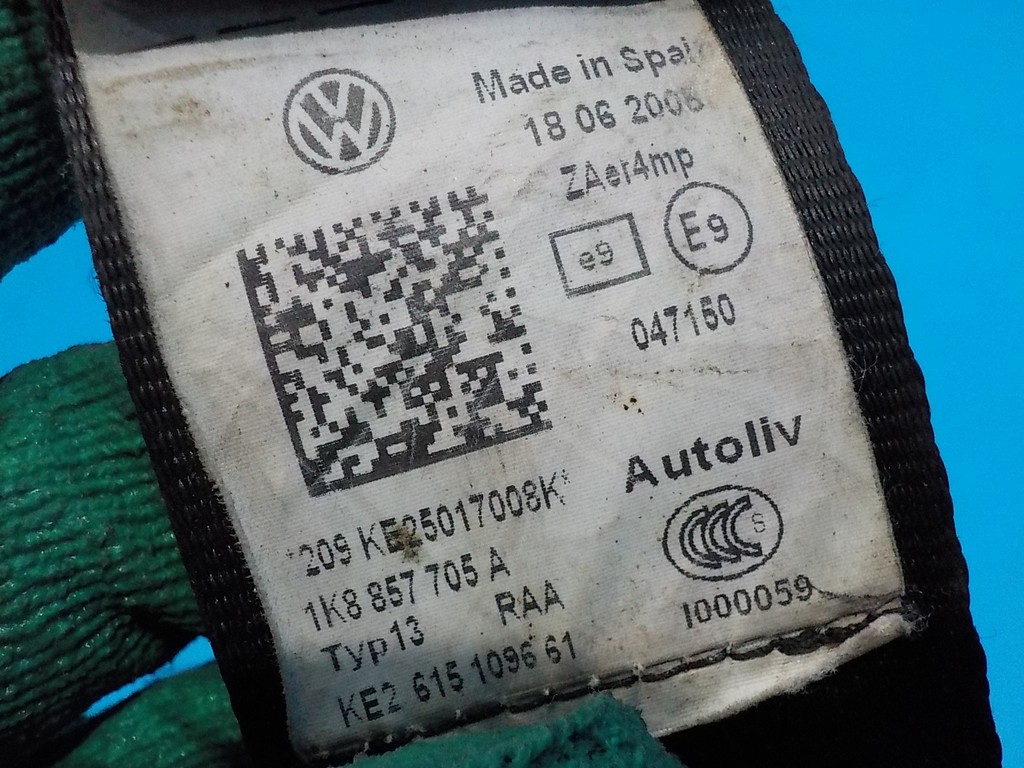 Made in Spai
18 06 2006
ZAer4mp
e9
E9
047150
Autoliv
*209 KE25017008K*
1K8 857 705 A
RAA
Typ13
KE2 615 1096 61
S
I000059